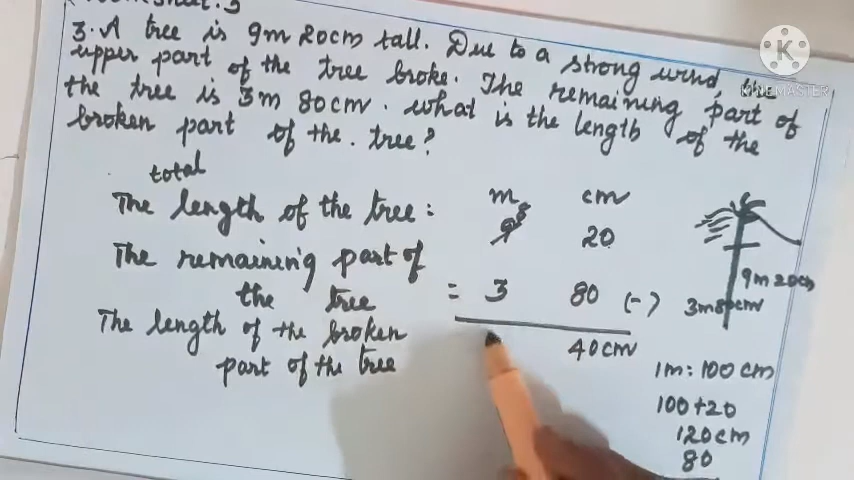 3. A tree is 9m 20cm tall. Due to a strong wind, the
upper part of the tree broke. The remaining part of
the tree is 3m 80cm. what is the length of the
broken part of the. tree?
KINEMASTER
total
The length of the tree:
m cm
9 8 20
The remaining part of
the tree
= 3 80 (-)
The length of the broken
part of the tree
40cm
9m 20cm
3m80cm
1m: 100cm
100+20
120cm
80